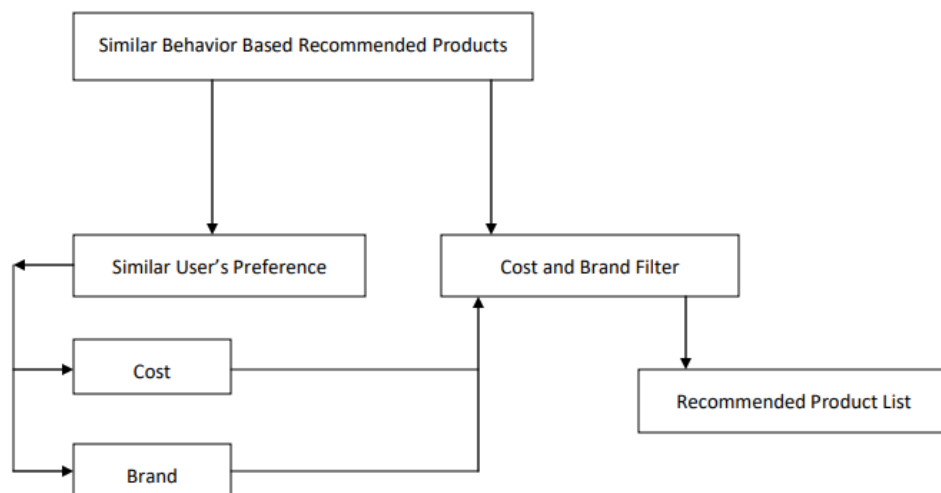 Similar Behavior Based Recommended Products
Similar User’s Preference
Cost and Brand Filter
Cost
Recommended Product List
Brand